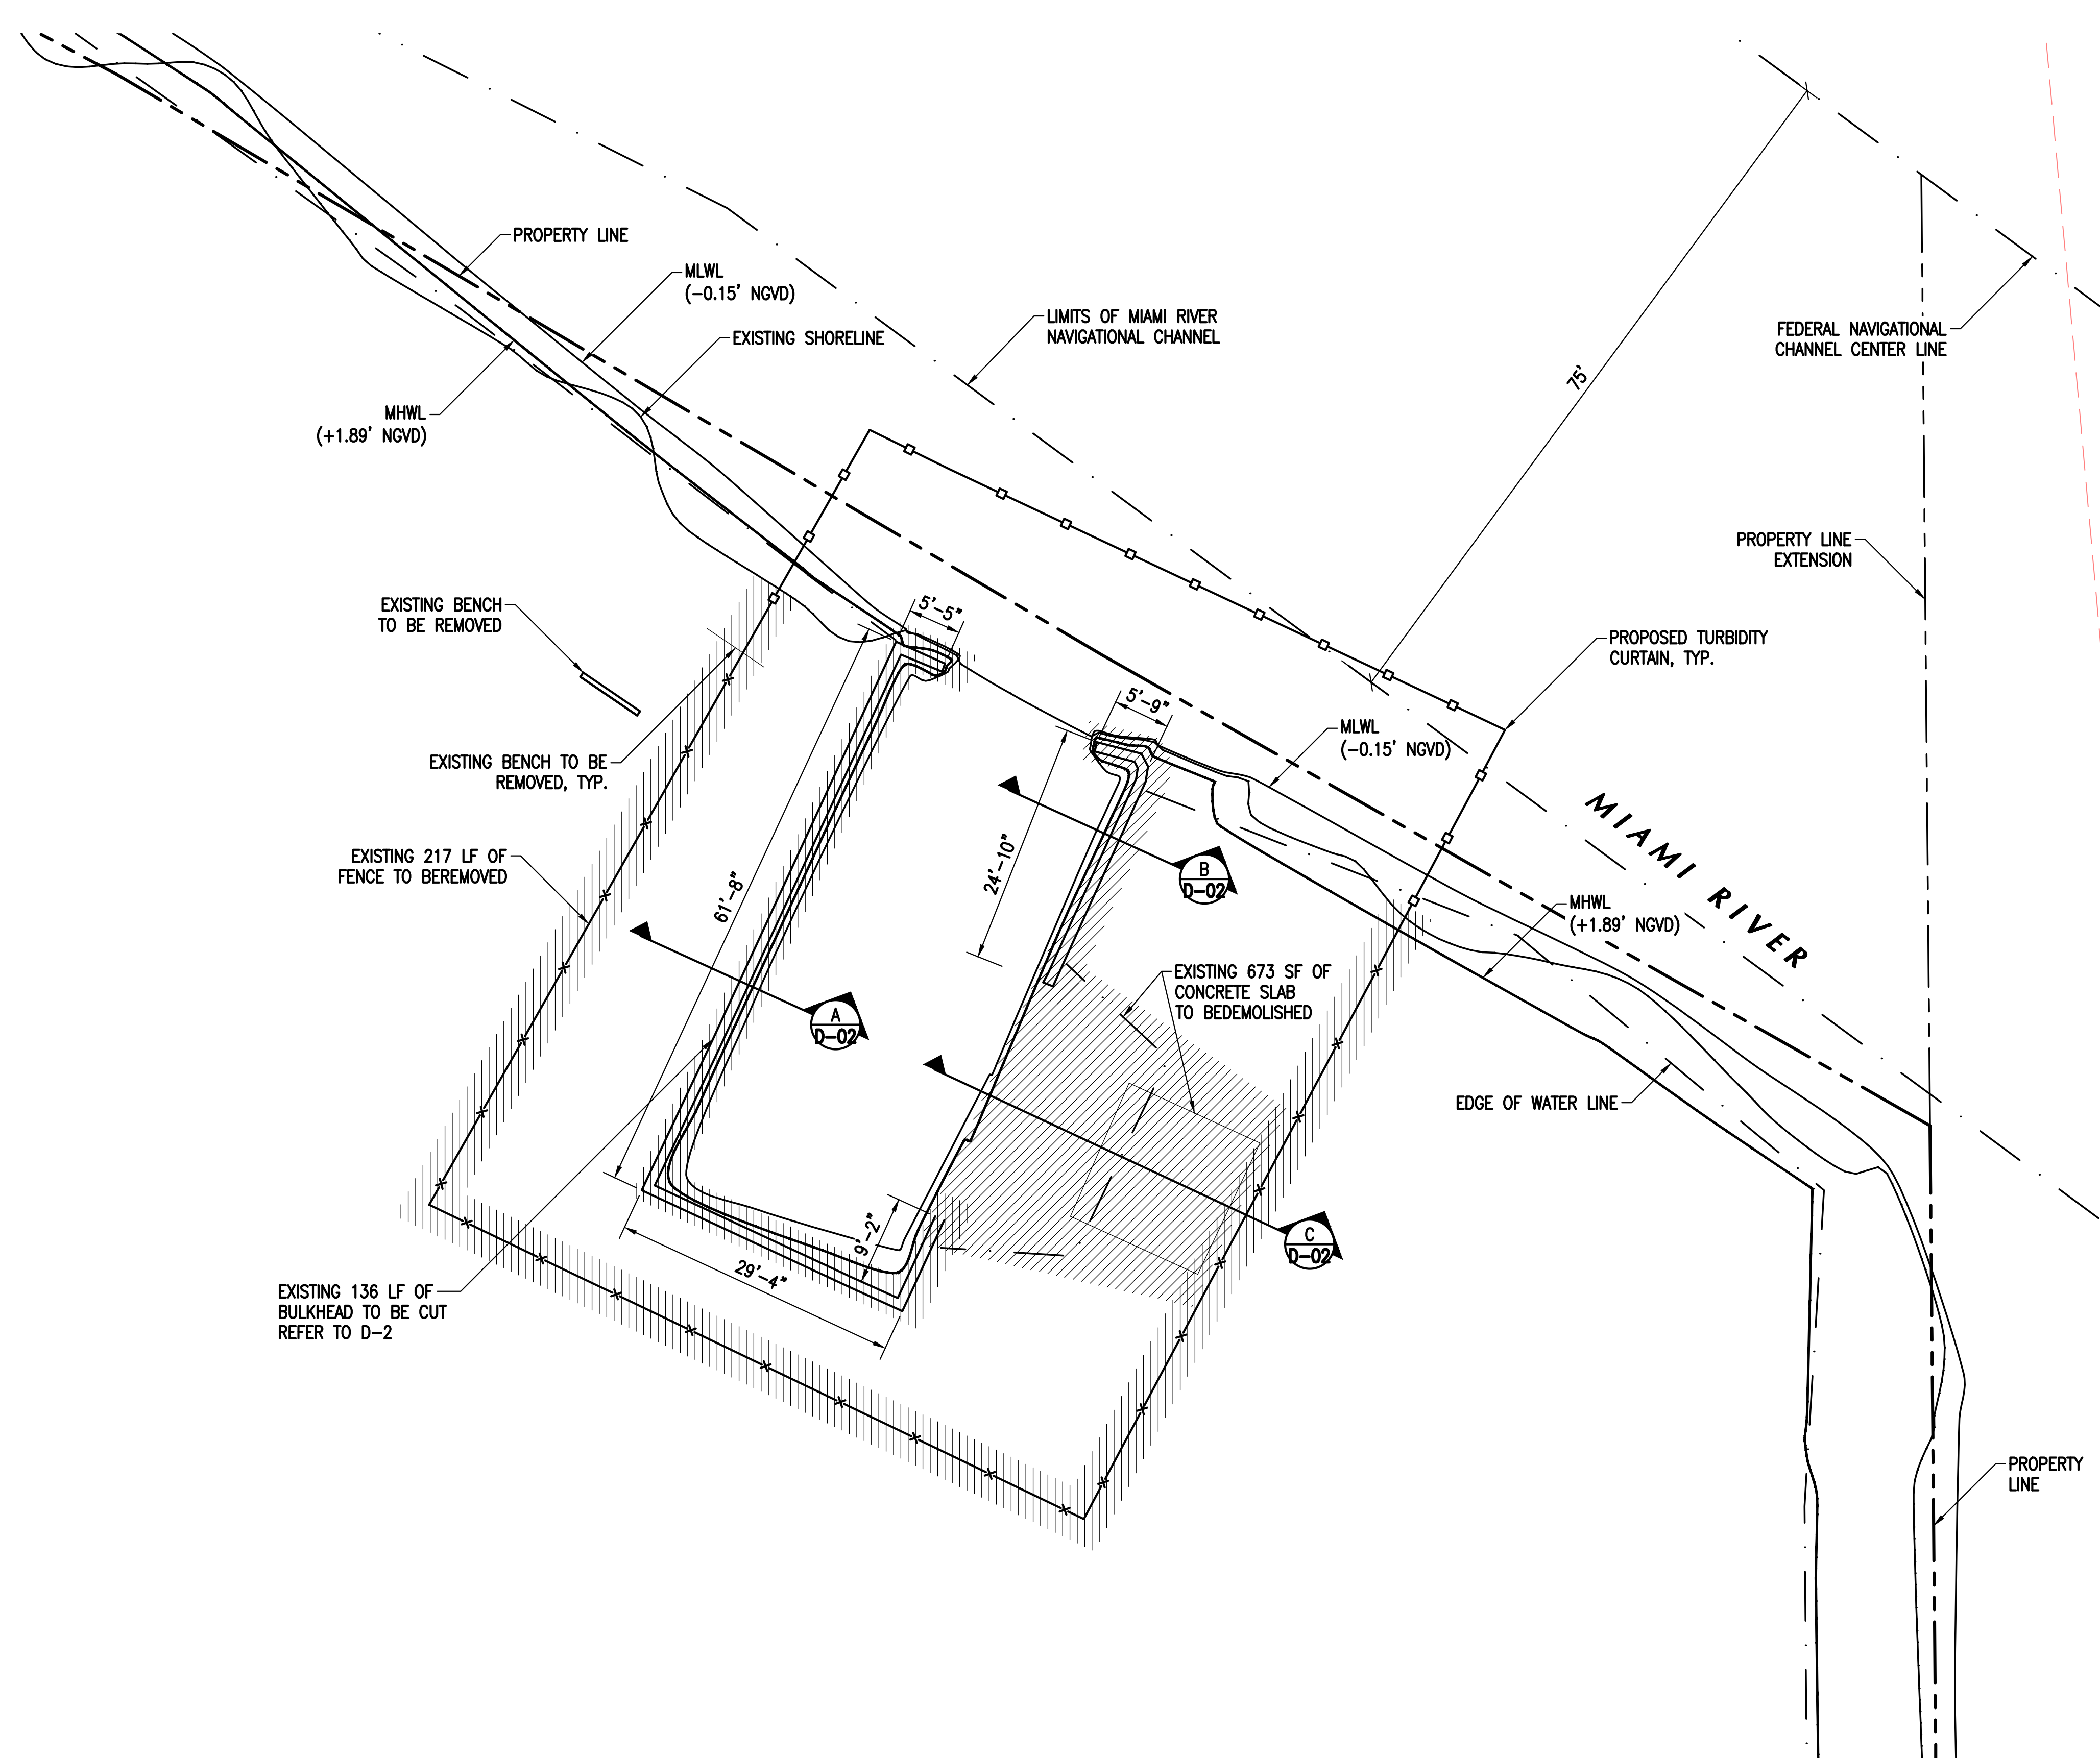 PROPERTY LINE
MLWL
(-0.15' NGVD)
EXISTING SHORELINE
LIMITS OF MIAMI RIVER
NAVIGATIONAL CHANNEL
FEDERAL NAVIGATIONAL
CHANNEL CENTER LINE
75'
MHWL
(+1.89' NGVD)
PROPERTY LINE
EXTENSION
EXISTING BENCH
TO BE REMOVED
5'-5"
PROPOSED TURBIDITY
CURTAIN, TYP.
5'-9"
MLWL
(-0.15' NGVD)
EXISTING BENCH TO BE
REMOVED, TYP.
MIAMI RIVER
EXISTING 217 LF OF
FENCE TO BEREMOVED
61'-8"
24'-10"
B
D-02
MHWL
(+1.89' NGVD)
EXISTING 673 SF OF
CONCRETE SLAB
TO BEDEMOLISHED
A
D-02
EDGE OF WATER LINE
9'-2"
C
D-02
29'-4"
EXISTING 136 LF OF
BULKHEAD TO BE CUT
REFER TO D-2
PROPERTY
LINE